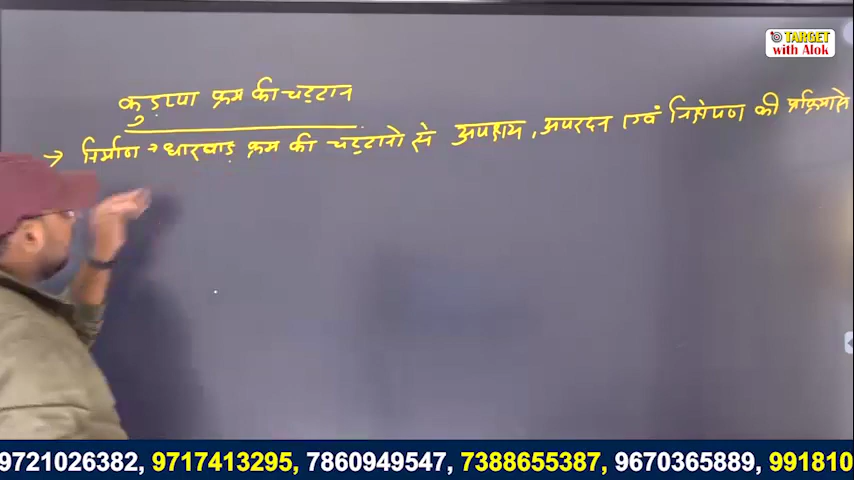 TARGET
with Alok
कुड़प्पा क्रम की चट्टान
→ निर्माण → धारवाड़ क्रम की चट्टानो से अपक्षय, अपरदन एवं निक्षेपण की प्रक्रिया से
9721026382, 9717413295, 7860949547, 7388655387, 9670365889, 991810